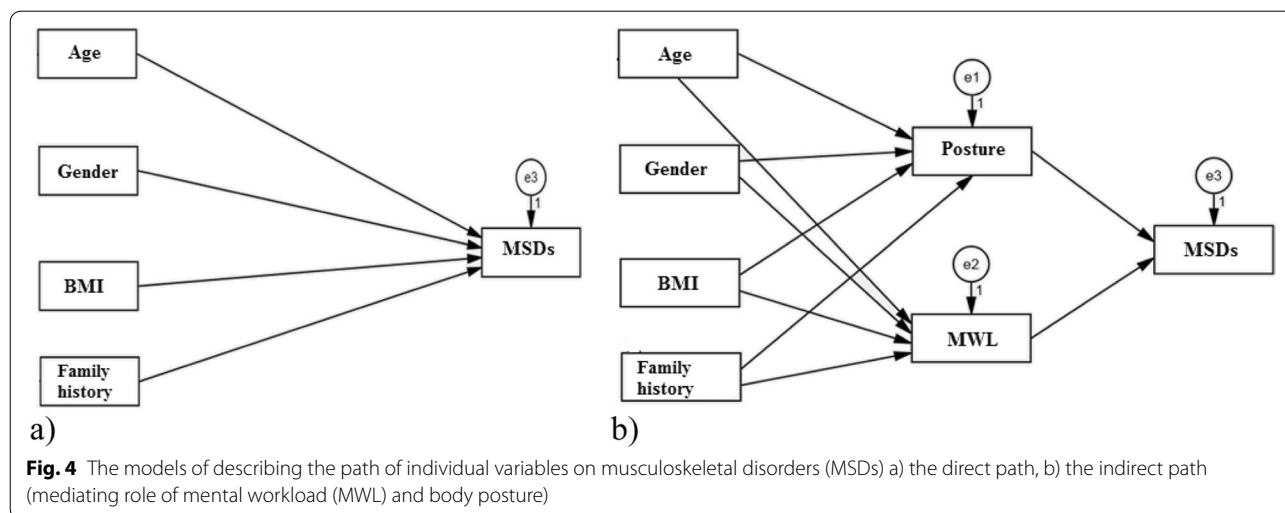 Age
Gender
BMI
Family
history
e3
1
MSDs
a)
Age
Gender
BMI
Family
history
e1
1
Posture
e2
1
MWL
e3
1
MSDs
b)
Fig. 4 The models of describing the path of individual variables on musculoskeletal disorders (MSDs) a) the direct path, b) the indirect path
(mediating role of mental workload (MWL) and body posture)